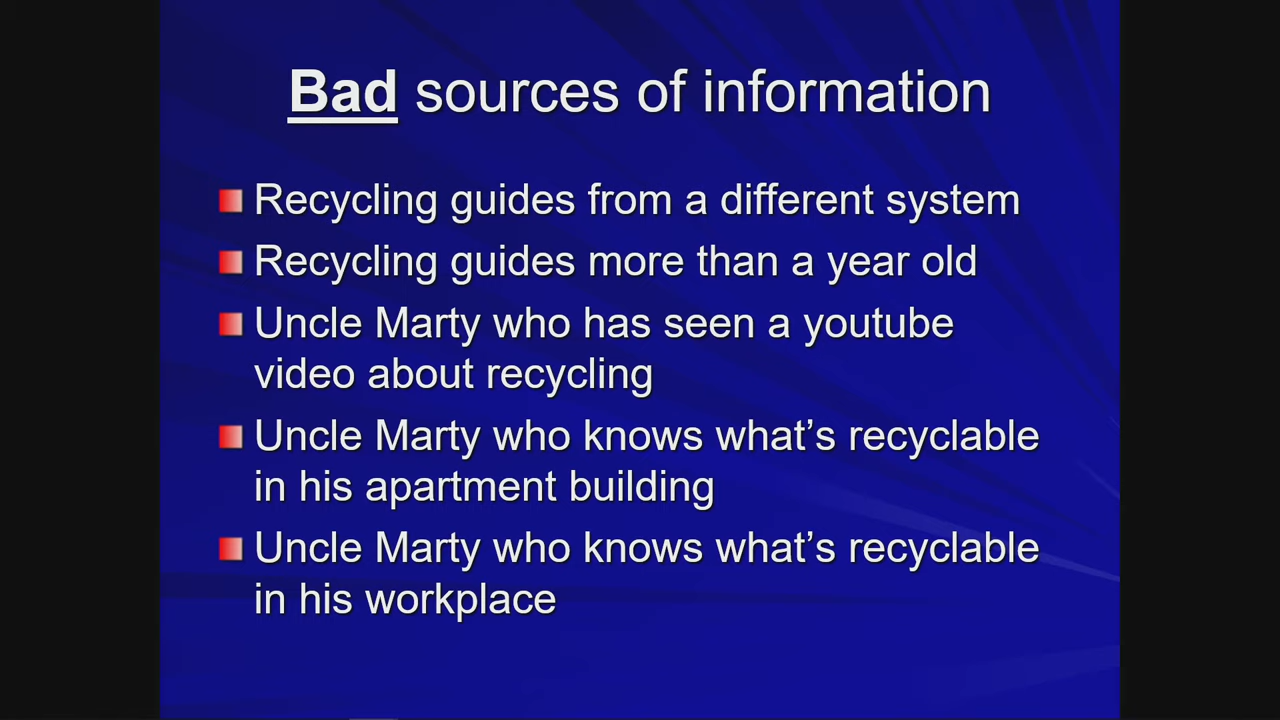 Bad sources of information
Recycling guides from a different system
Recycling guides more than a year old
Uncle Marty who has seen a youtube
video about recycling
Uncle Marty who knows what’s recyclable
in his apartment building
Uncle Marty who knows what’s recyclable
in his workplace